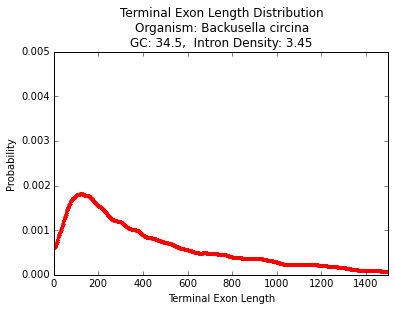 Terminal Exon Length Distribution
Organism: Backusella circina
GC: 34.5,  Intron Density: 3.45
0.005
0.004
0.003
0.002
0.001
0.000
Probability
0 200 400 600 800 1000 1200 1400
Terminal Exon Length